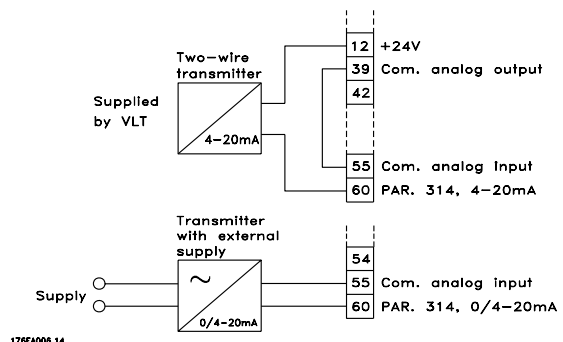 12 +24V
Two-wire
transmitter
39 Com. analog output
42
Supplied
by VLT
4-20mA
55 Com. analog input
60 PAR. 314, 4-20mA
Transmitter
with external
supply
54
~
55 Com. analog input
Supply
60 PAR. 314, 0/4-20mA
0/4-20mA
176FA006.14